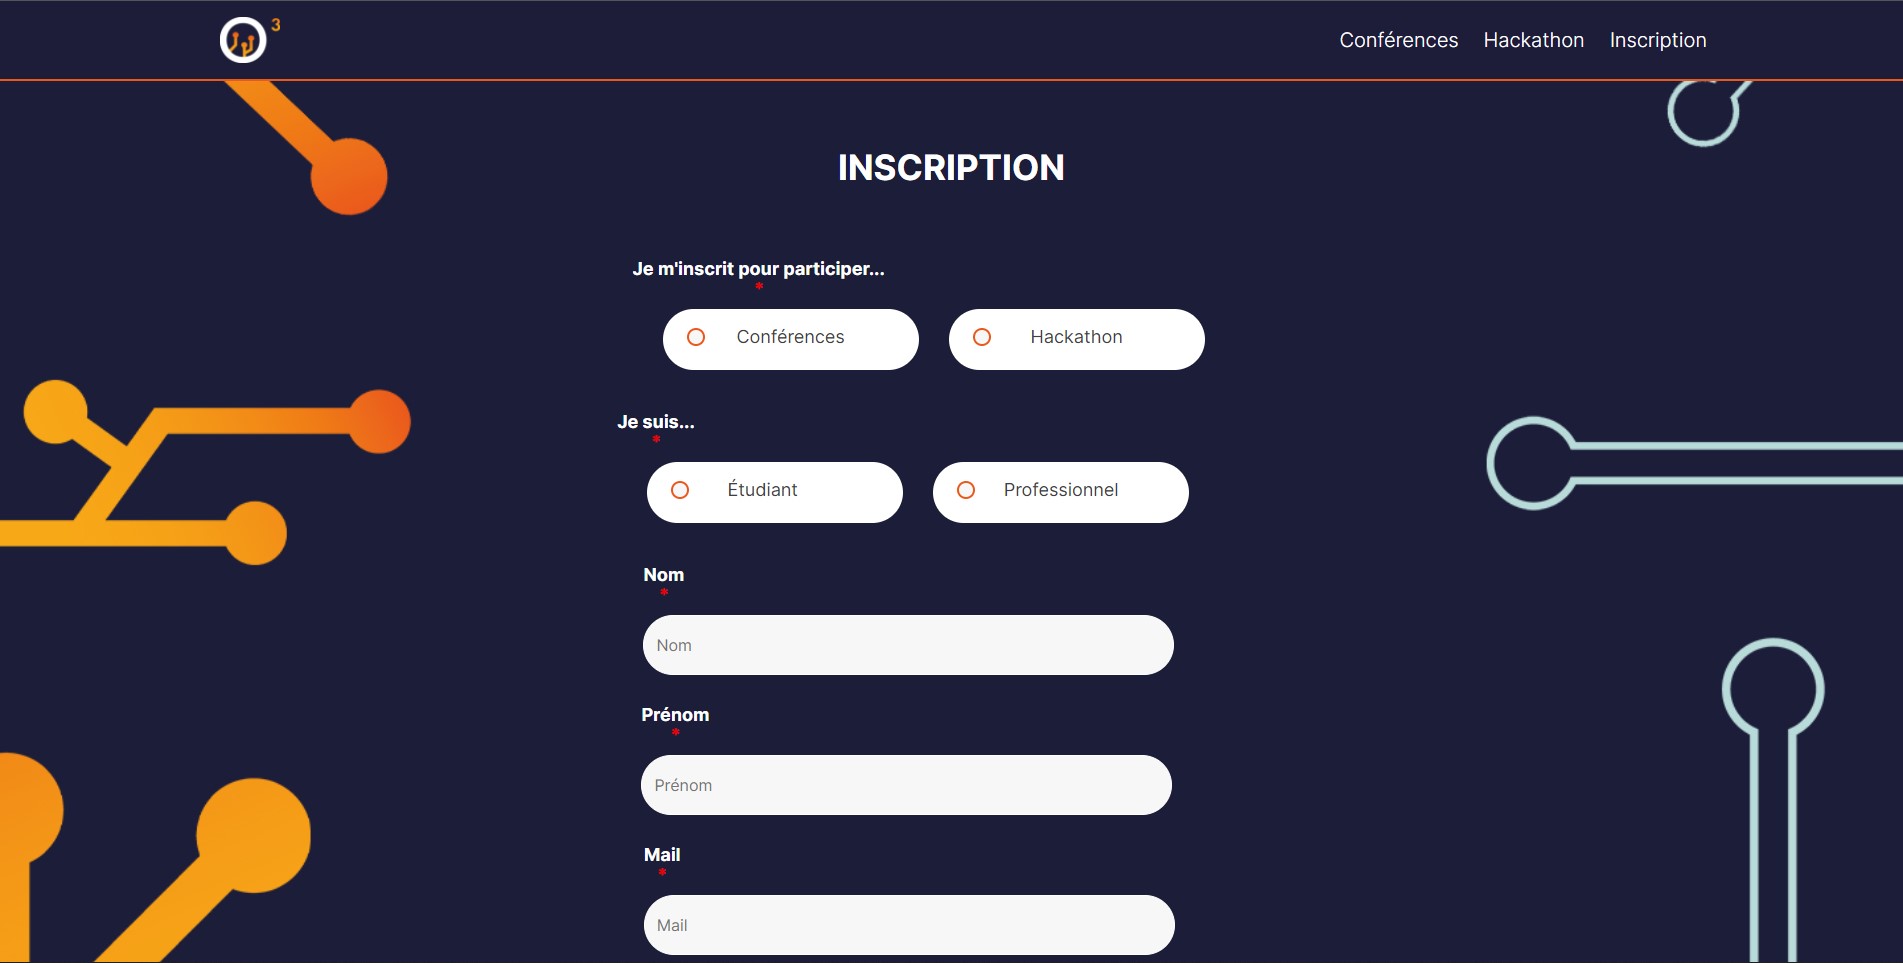 3
Conférences Hackathon Inscription
INSCRIPTION
Je m'inscrit pour participer...
*
Conférences Hackathon
Je suis...
*
Étudiant Professionnel
Nom
*
Nom
Prénom
*
Prénom
Mail
*
Mail